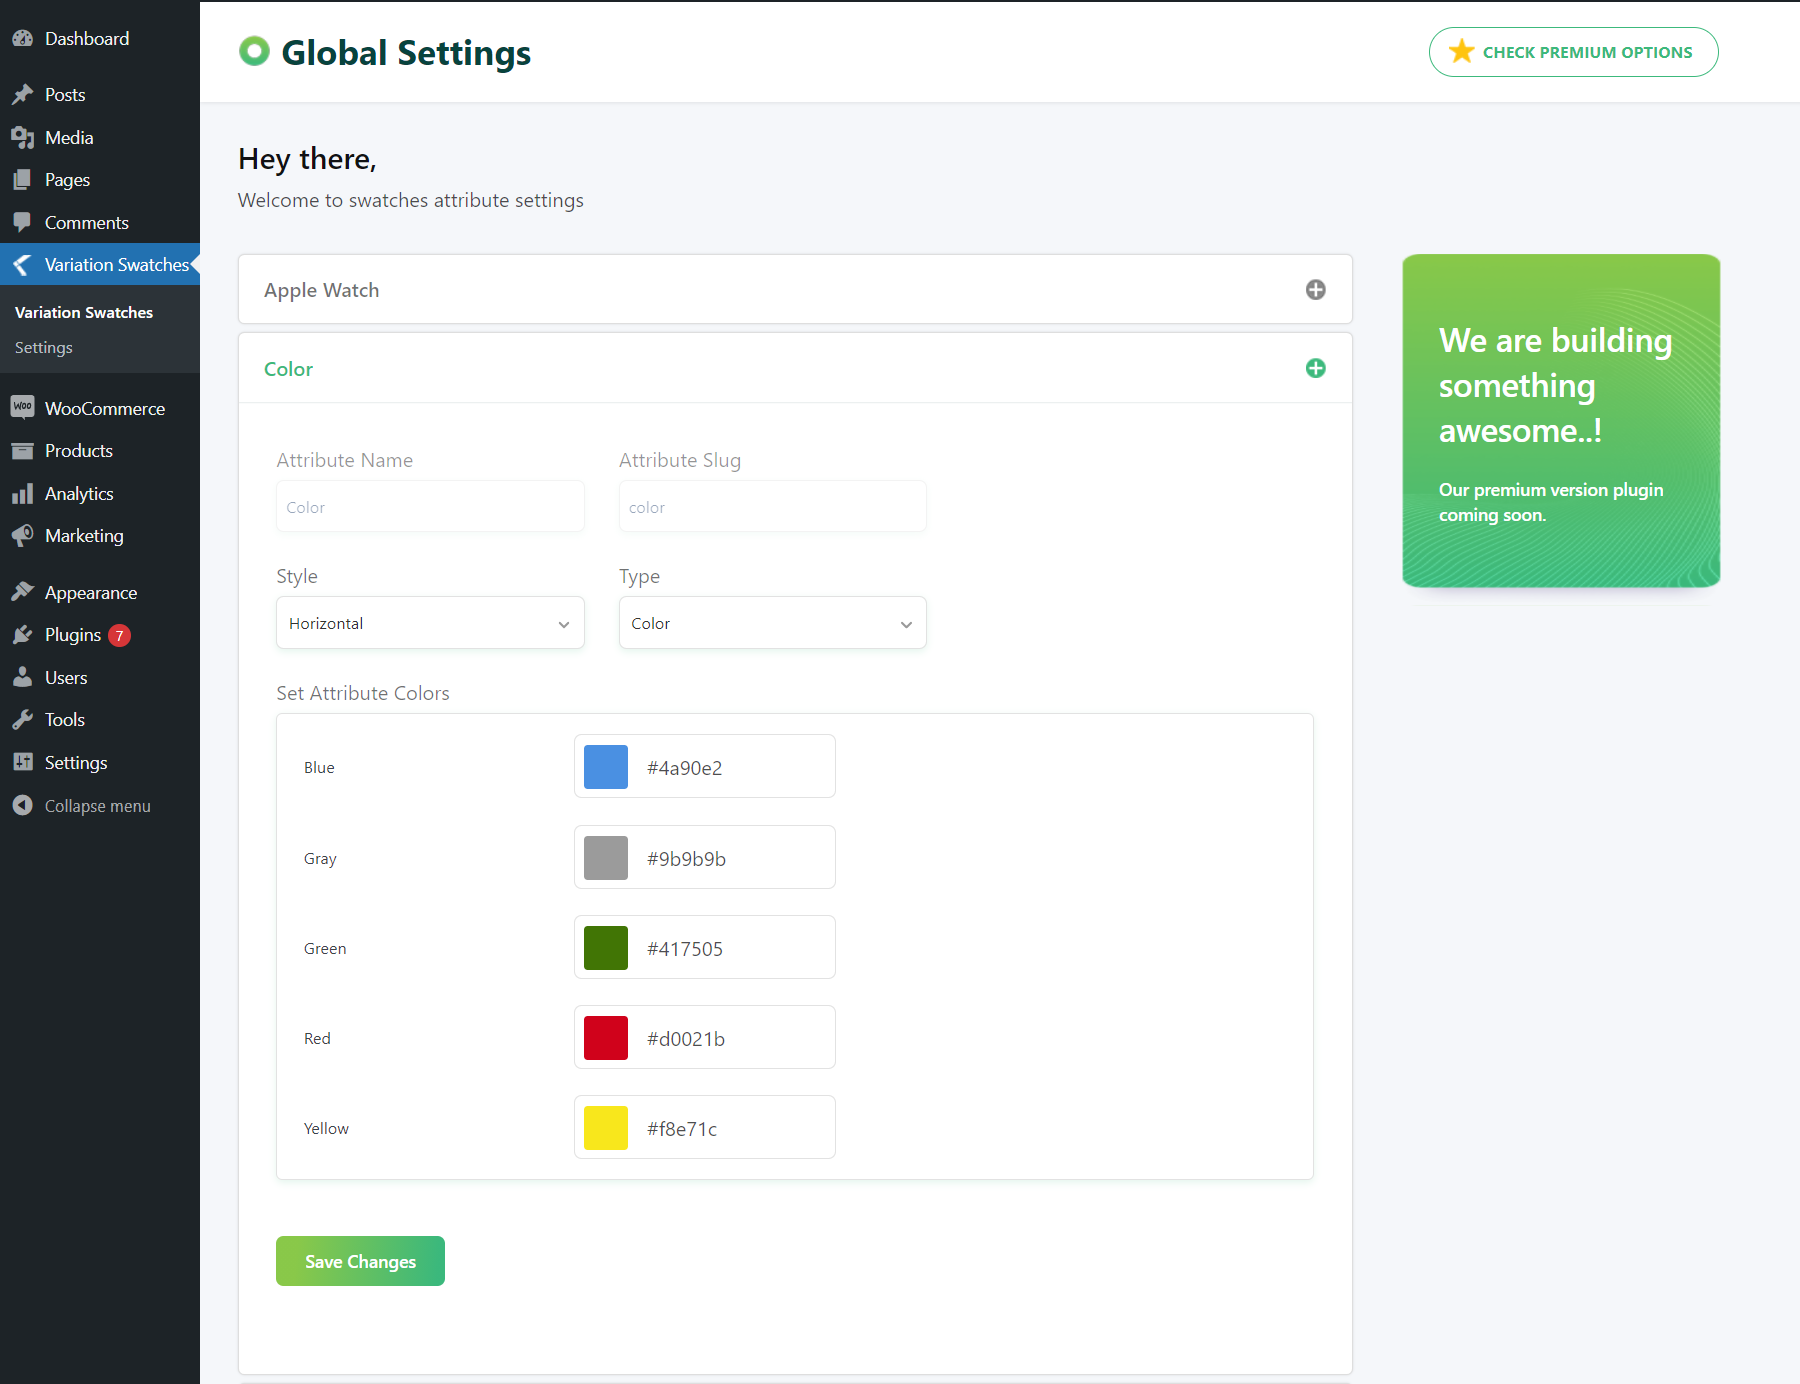 Dashboard
Posts
Media
Pages
Comments
Variation Swatches
Variation Swatches
Settings
Woo WooCommerce
Products
Analytics
Marketing
Appearance
Plugins 7
Users
Tools
Settings
Collapse menu
Global Settings
CHECK PREMIUM OPTIONS
Hey there,
Welcome to swatches attribute settings
Apple Watch
Color
Attribute Name Attribute Slug
Color color
Style Type
Horizontal Color
Set Attribute Colors
Blue #4a90e2
Gray #9b9b9b
Green #417505
Red #d0021b
Yellow #f8e71c
Save Changes
We are building
something
awesome..!
Our premium version plugin
coming soon.